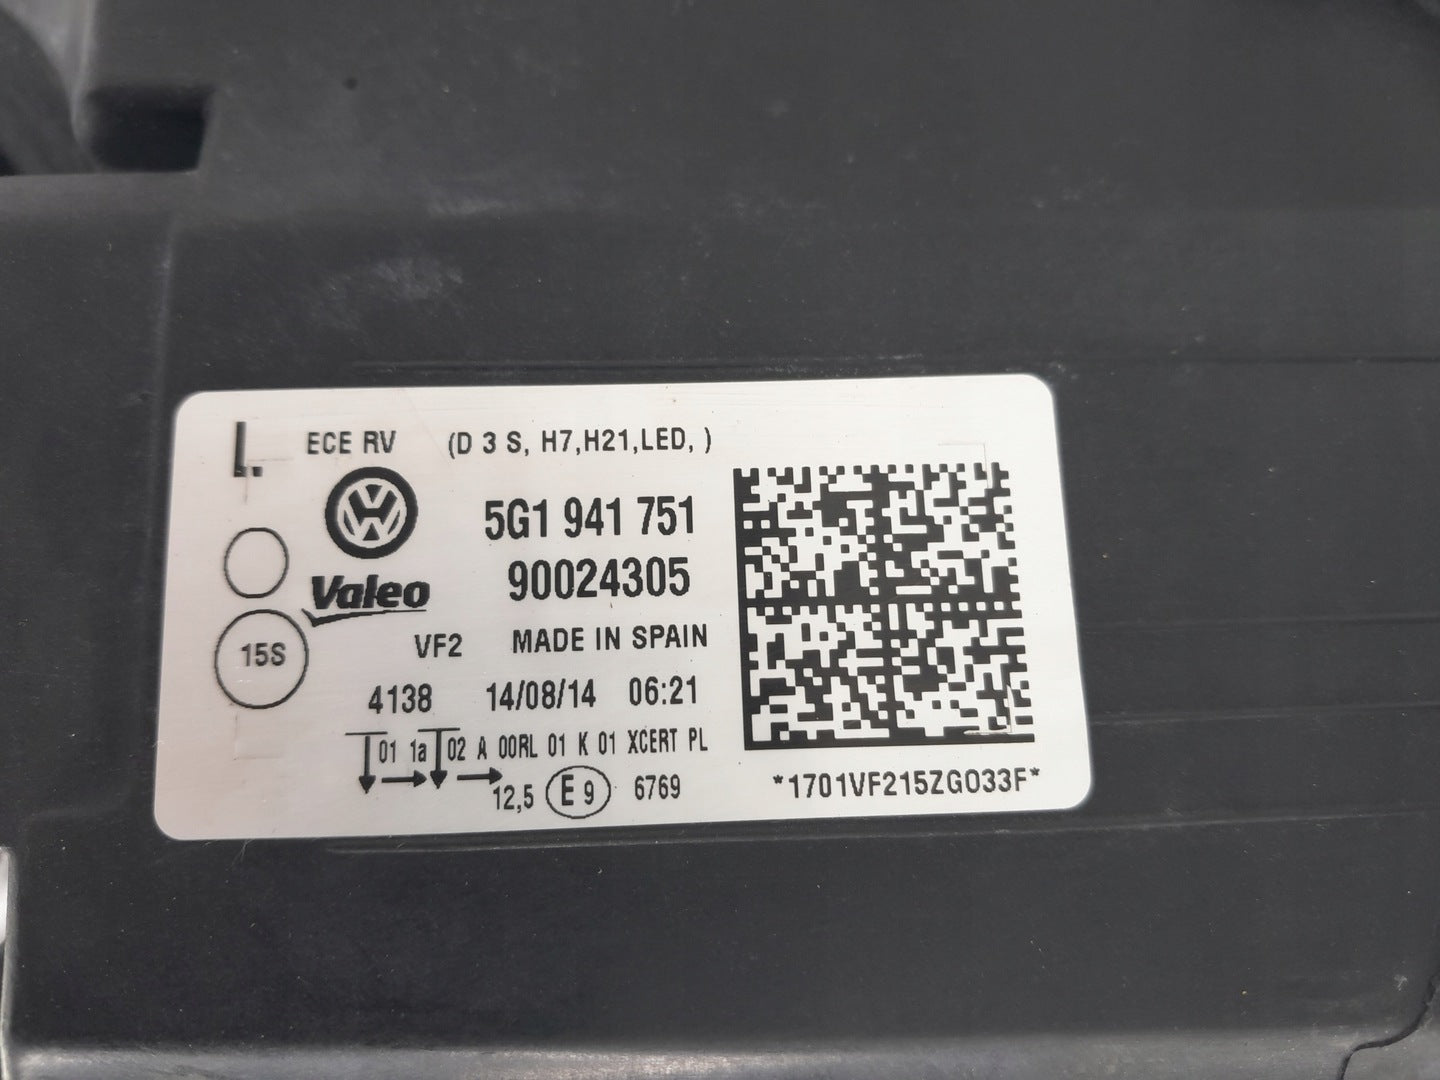 L. ECE RV (D 3 S, H7,H21,LED, )
5G1 941 751
Valeo 90024305
15S VF2 MADE IN SPAIN
4138 14/08/14 06:21
01 1a 02 A 00RL 01 K 01 XCERT PL
12,5 E9 6769
*1701VF215ZG033F*